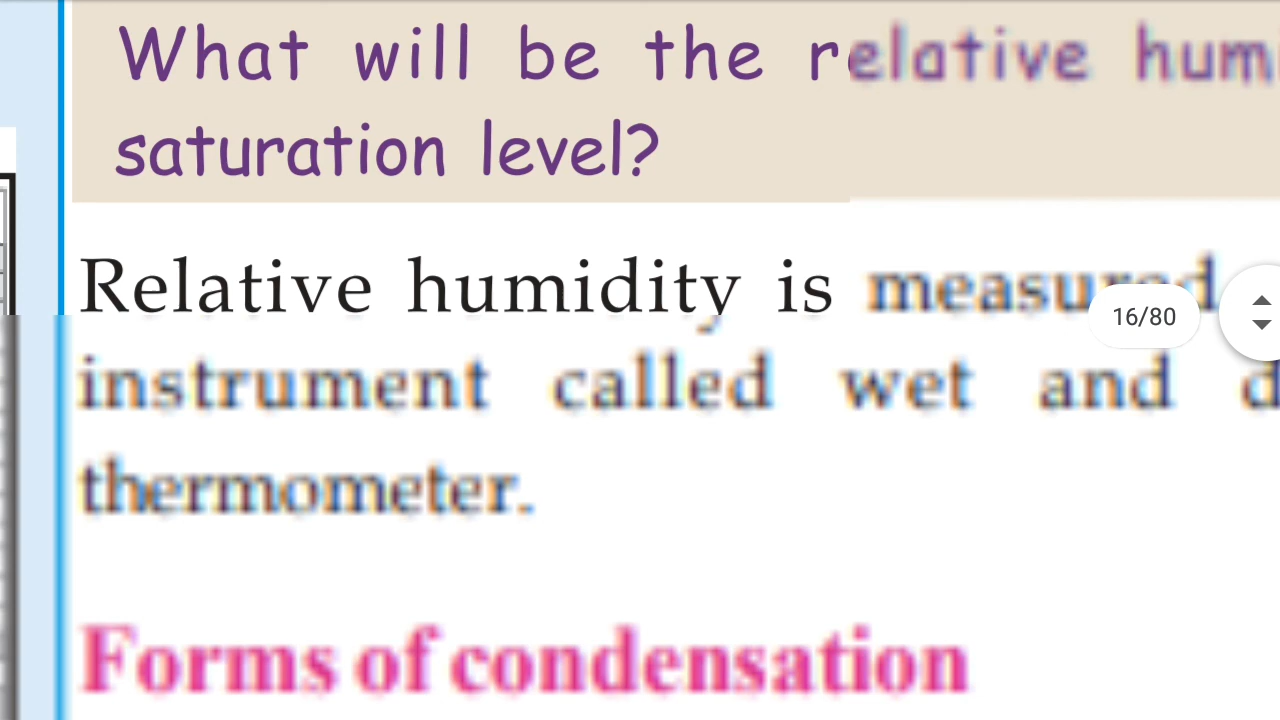 What will be the relative hum
saturation level?
Relative humidity is measured
16/80
instrument called wet and d
thermometer.
Forms of condensation